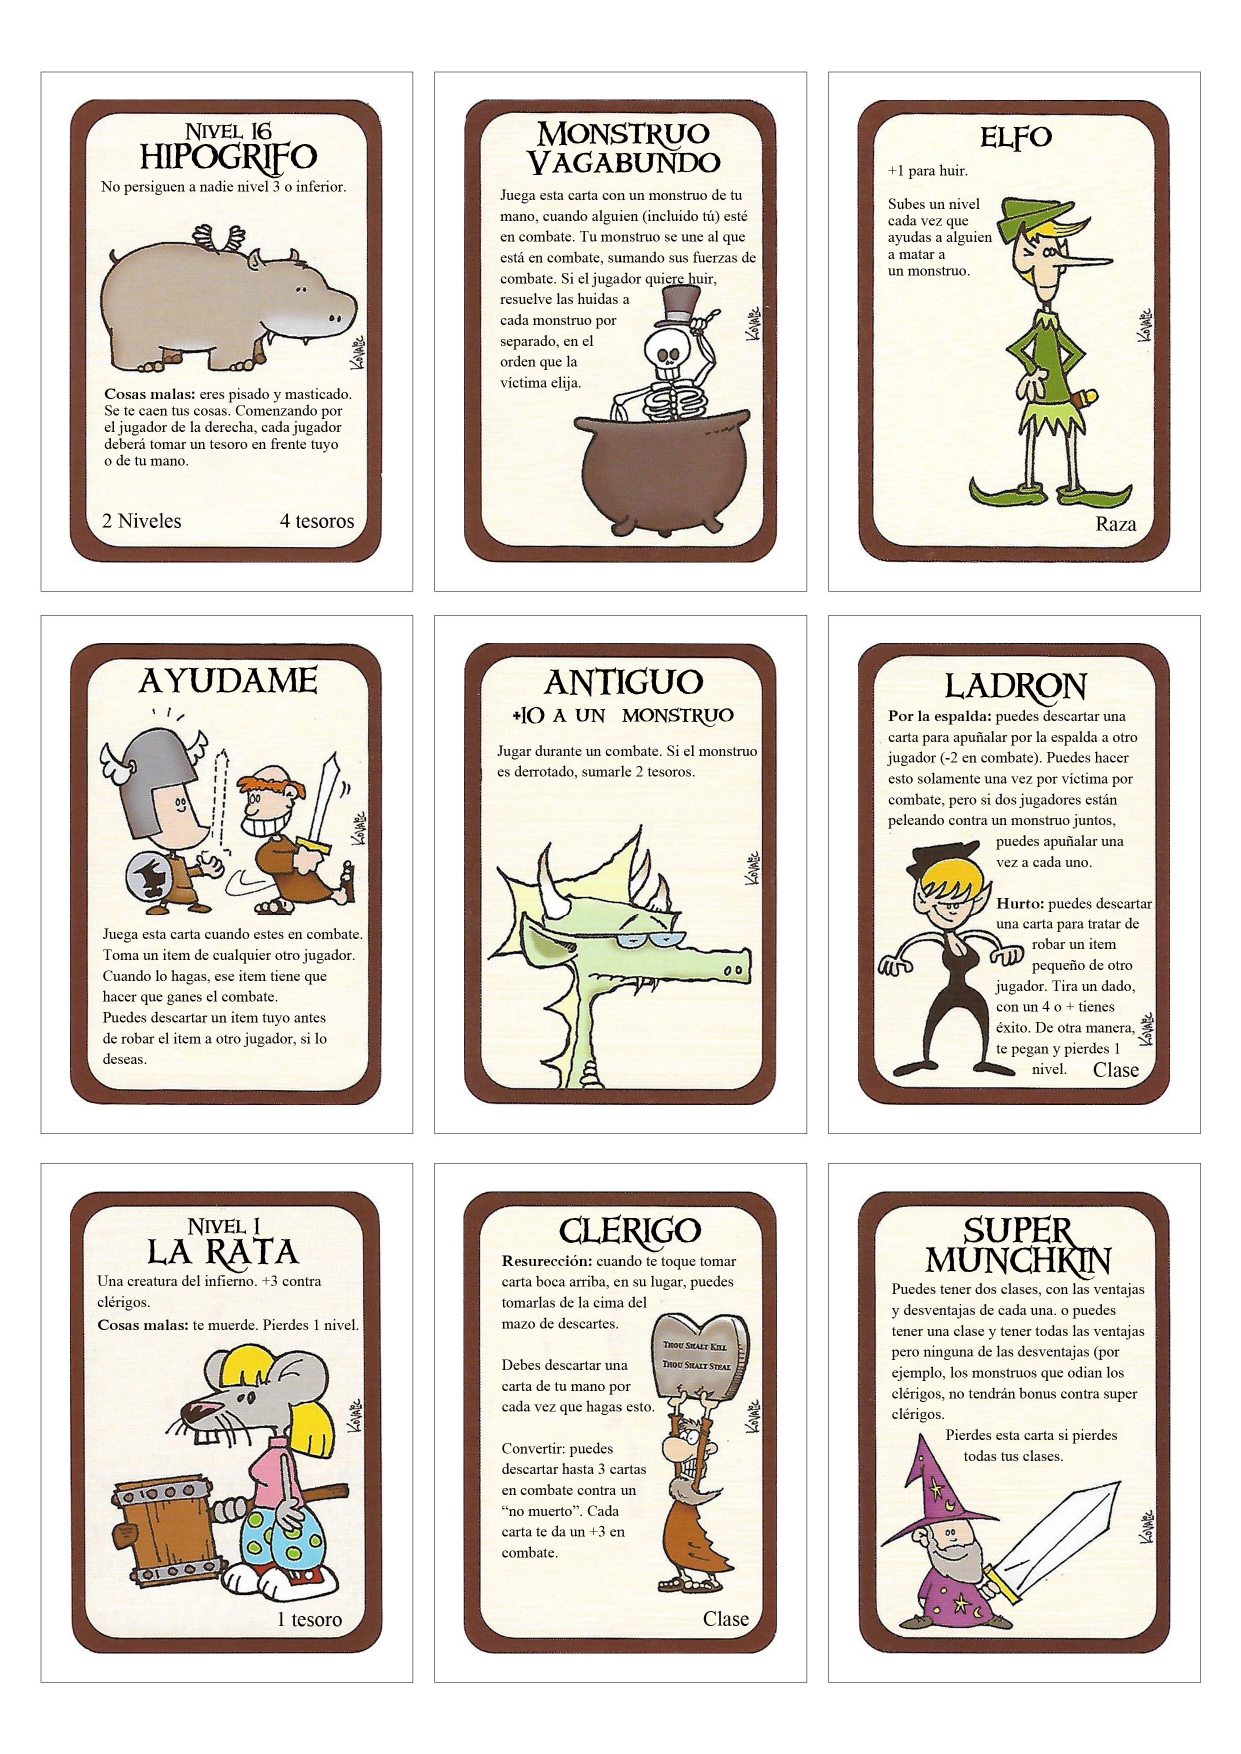 NIVEL 16
HIPOGRIFO
No persiguen a nadie nivel 3 o inferior.
KOVALIC
Cosas malas: eres pisado y masticado.
Se te caen tus cosas. Comenzando por
el jugador de la derecha, cada jugador
deberá tomar un tesoro en frente tuyo
o de tu mano.
2 Niveles
4 tesoros
MONSTRUO
VAGABUNDO
Juega esta carta con un monstruo de tu
mano, cuando alguien (incluido tú) esté
en combate. Tu monstruo se une al que
está en combate, sumando sus fuerzas de
combate. Si el jugador quiere huir,
resuelve las huidas a
cada monstruo por
separado, en el
orden que la
víctima elija.
KOVALIC
ELFO
+1 para huir.
Subes un nivel
cada vez que
ayudas a alguien
a matar a
un monstruo.
KOVALIC
Raza
AYUDAME
KOVALIC
Juega esta carta cuando estes en combate.
Toma un item de cualquier otro jugador.
Cuando lo hagas, ese item tiene que
hacer que ganes el combate.
Puedes descartar un item tuyo antes
de robar el item a otro jugador, si lo
deseas.
ANTIGUO
+10 A UN MONSTRUO
Jugar durante un combate. Si el monstruo
es derrotado, sumarle 2 tesoros.
KOVALIC
LADRON
Por la espalda: puedes descartar una
carta para apuñalar por la espalda a otro
jugador (-2 en combate). Puedes hacer
esto solamente una vez por víctima por
combate, pero si dos jugadores están
peleando contra un monstruo juntos,
puedes apuñalar una
vez a cada uno.
Hurto: puedes descartar
una carta para tratar de
robar un item
pequeño de otro
jugador. Tira un dado,
con un 4 o + tienes
éxito. De otra manera,
te pegan y pierdes 1
nivel.
Clase
KOVALIC
NIVEL 1
LA RATA
Una creatura del infierno. +3 contra
clérigos.
Cosas malas: te muerde. Pierdes 1 nivel.
KOVALIC
1 tesoro
CLERIGO
Resurección: cuando te toque tomar
carta boca arriba, en su lugar, puedes
tomarlas de la cima del
mazo de descartes.
THOU SHALT KILL
THOU SHALT STEAL
Debes descartar una
carta de tu mano por
cada vez que hagas esto.
KOVALIC
Convertir: puedes
descartar hasta 3 cartas
en combate contra un
“no muerto”. Cada
carta te da un +3 en
combate.
Clase
SUPER
MUNCHKIN
Puedes tener dos clases, con las ventajas
y desventajas de cada una. o puedes
tener una clase y tener todas las ventajas
pero ninguna de las desventajas (por
ejemplo, los monstruos que odian los
clérigos, no tendrán bonus contra super
clérigos.
Pierdes esta carta si pierdes
todas tus clases.
KOVALIC